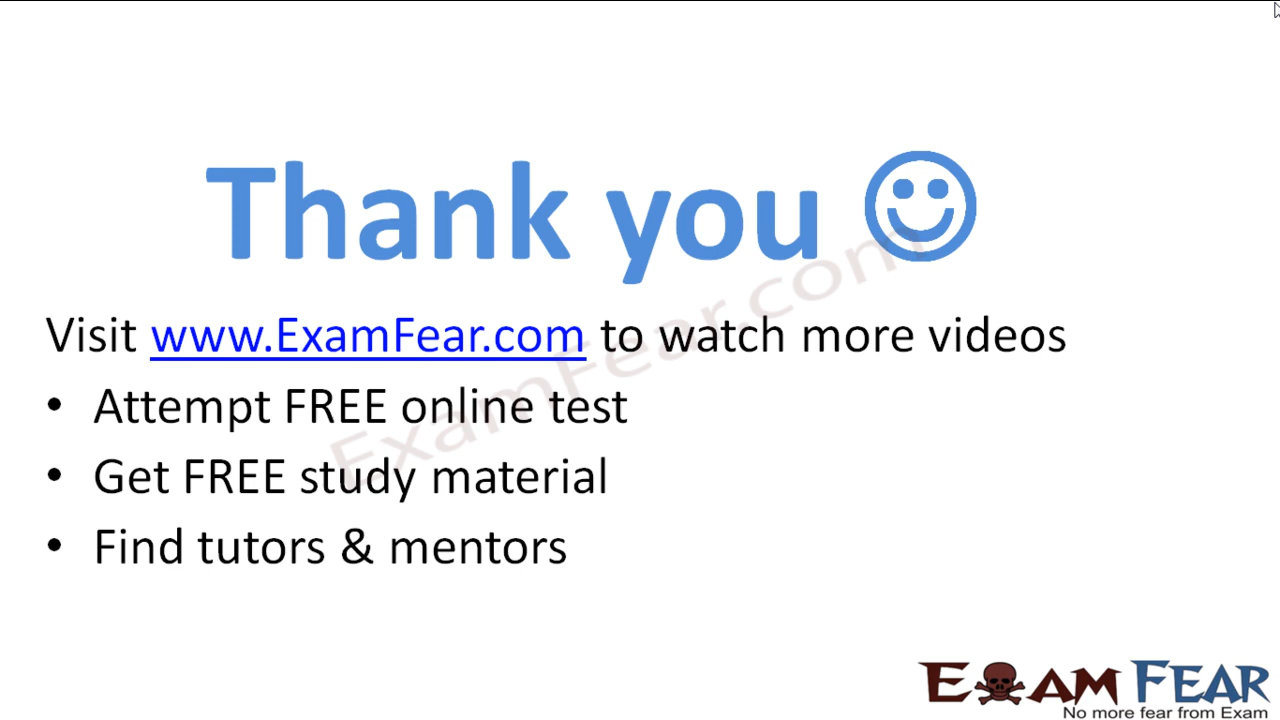 Thank you ☺
Visit www.ExamFear.com to watch more videos
• Attempt FREE online test
• Get FREE study material
• Find tutors & mentors
ExamFear.com
EXAM FEAR
No more fear from Exam